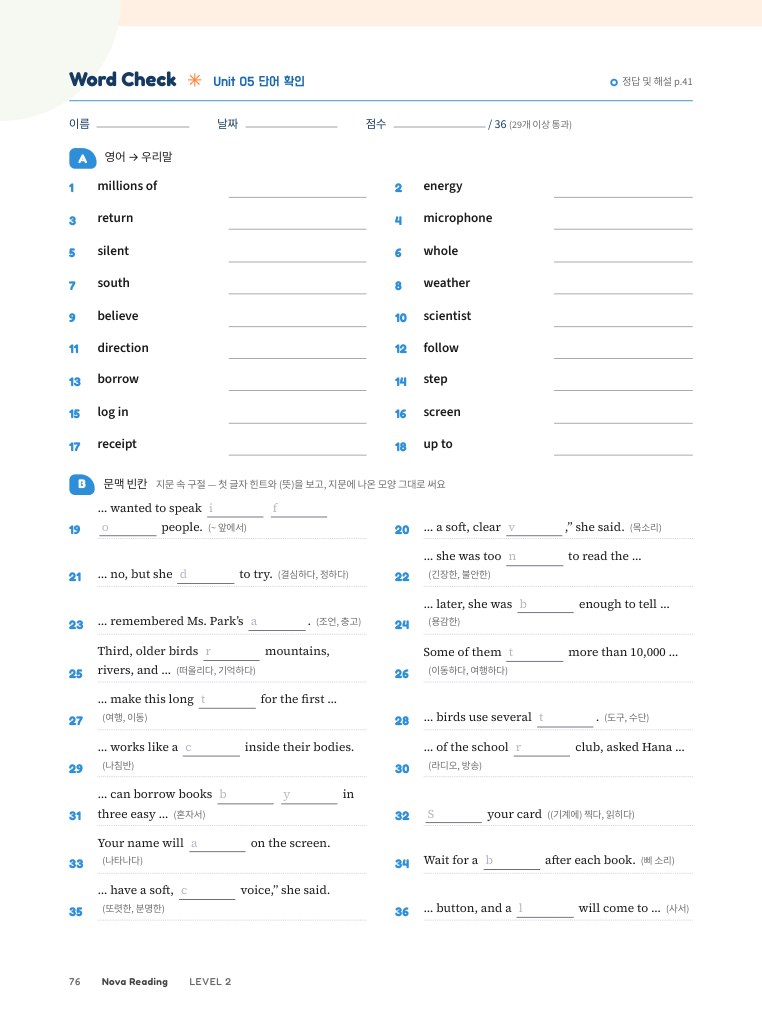 Word Check ✳ Unit 05 단어 확인 정답 및 해설 p.41
이름 날짜 점수 / 36 (29개 이상 통과)
A 영어 → 우리말
1 millions of
2 energy
3 return
4 microphone
5 silent
6 whole
7 south
8 weather
9 believe
10 scientist
11 direction
12 follow
13 borrow
14 step
15 log in
16 screen
17 receipt
18 up to
B 문맥 빈칸 지문 속 구절 — 첫 글자 힌트와 (뜻)을 보고, 지문에 나온 모양 그대로 써요
19 ... wanted to speak i f
o people. (~ 앞에서)
20 ... a soft, clear v ,” she said. (목소리)
21 ... no, but she d to try. (결심하다, 정하다)
22 ... she was too n to read the ...
(긴장한, 불안한)
23 ... remembered Ms. Park’s a . (조언, 충고)
24 ... later, she was b enough to tell ...
(용감한)
25 Third, older birds r mountains,
rivers, and ... (떠올리다, 기억하다)
26 Some of them t more than 10,000 ...
(이동하다, 여행하다)
27 ... make this long t for the first ...
(여행, 이동)
28 ... birds use several t . (도구, 수단)
29 ... works like a c inside their bodies.
(나침반)
30 ... of the school r club, asked Hana ...
(라디오, 방송)
31 ... can borrow books b y in
three easy ... (혼자서)
32 S your card ((기계에) 찍다, 읽히다)
33 Your name will a on the screen.
(나타나다)
34 Wait for a b after each book. (삐 소리)
35 ... have a soft, c voice,” she said.
(또렷한, 분명한)
36 ... button, and a l will come to ... (사서)
76 Nova Reading LEVEL 2